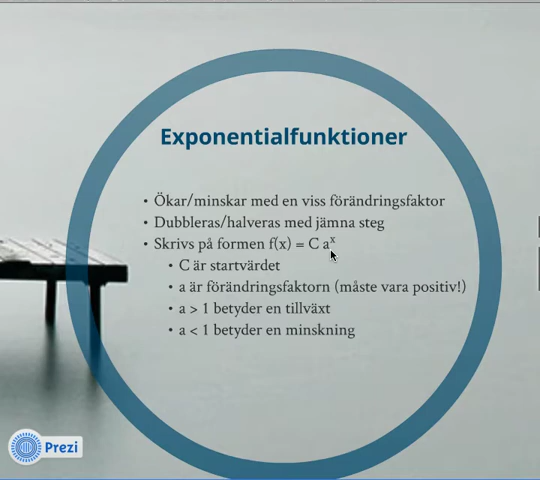 Exponentialfunktioner
• Ökar/minskar med en viss förändringsfaktor
• Dubbleras/halveras med jämna steg
• Skrivs på formen f(x) = C aˣ
• C är startvärdet
• a är förändringsfaktorn (måste vara positiv!)
• a > 1 betyder en tillväxt
• a < 1 betyder en minskning
Prezi